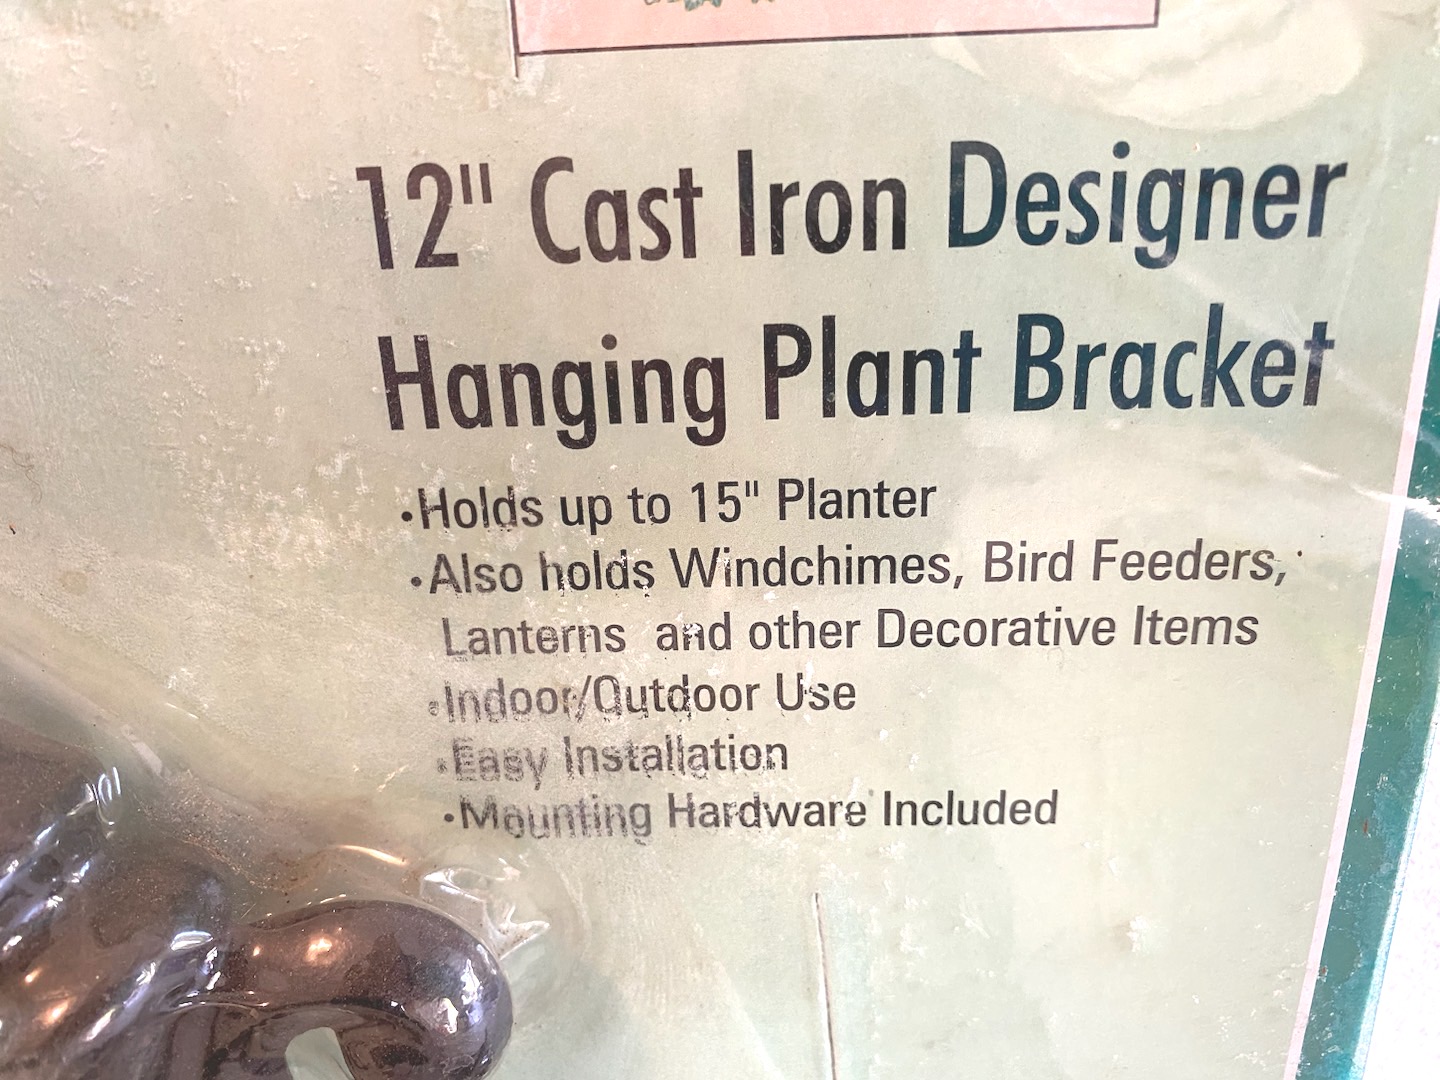 12" Cast Iron Designer
Hanging Plant Bracket
•Holds up to 15" Planter
•Also holds Windchimes, Bird Feeders,
Lanterns and other Decorative Items
•Indoor/Outdoor Use
•Easy Installation
•Mounting Hardware Included